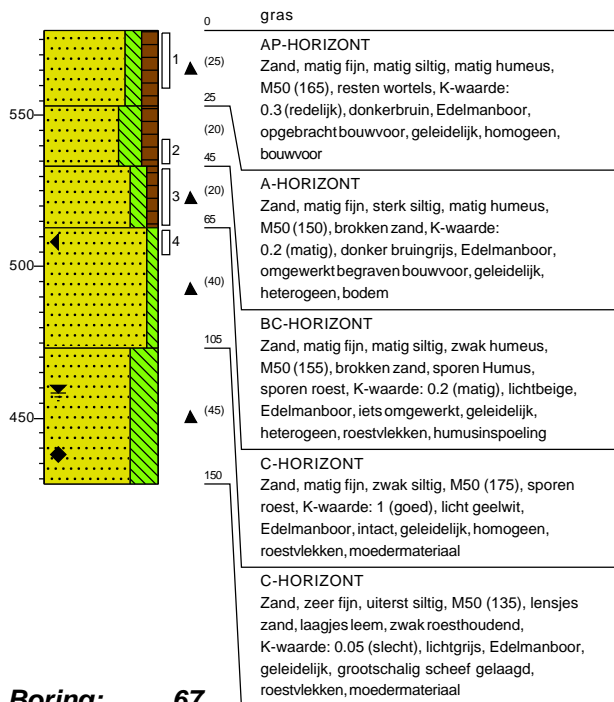 0
gras
AP-HORIZONT
Zand, matig fijn, matig siltig, matig humeus,
M50 (165), resten wortels, K-waarde:
0.3 (redelijk), donkerbruin, Edelmanboor,
opgebracht bouwvoor, geleidelijk, homogeen,
bouwvoor
1
(25)
25
550
(20)
2
45
A-HORIZONT
Zand, matig fijn, sterk siltig, matig humeus,
M50 (150), brokken zand, K-waarde:
0.2 (matig), donker bruingrijs, Edelmanboor,
omgewerkt begraven bouwvoor, geleidelijk,
heterogeen, bodem
3
(20)
65
4
500
(40)
BC-HORIZONT
Zand, matig fijn, matig siltig, zwak humeus,
M50 (155), brokken zand, sporen Humus,
sporen roest, K-waarde: 0.2 (matig), lichtbeige,
Edelmanboor, iets omgewerkt, geleidelijk,
heterogeen, roestvlekken, humusinspoeling
105
450
(45)
150
C-HORIZONT
Zand, matig fijn, zwak siltig, M50 (175), sporen
roest, K-waarde: 1 (goed), licht geelwit,
Edelmanboor, intact, geleidelijk, homogeen,
roestvlekken, moedermateriaal
C-HORIZONT
Zand, zeer fijn, uiterst siltig, M50 (135), lensjes
zand, laagjes leem, zwak roesthoudend,
K-waarde: 0.05 (slecht), lichtgrijs, Edelmanboor,
geleidelijk, grootschalig scheef gelaagd,
roestvlekken, moedermateriaal
Boring: 67